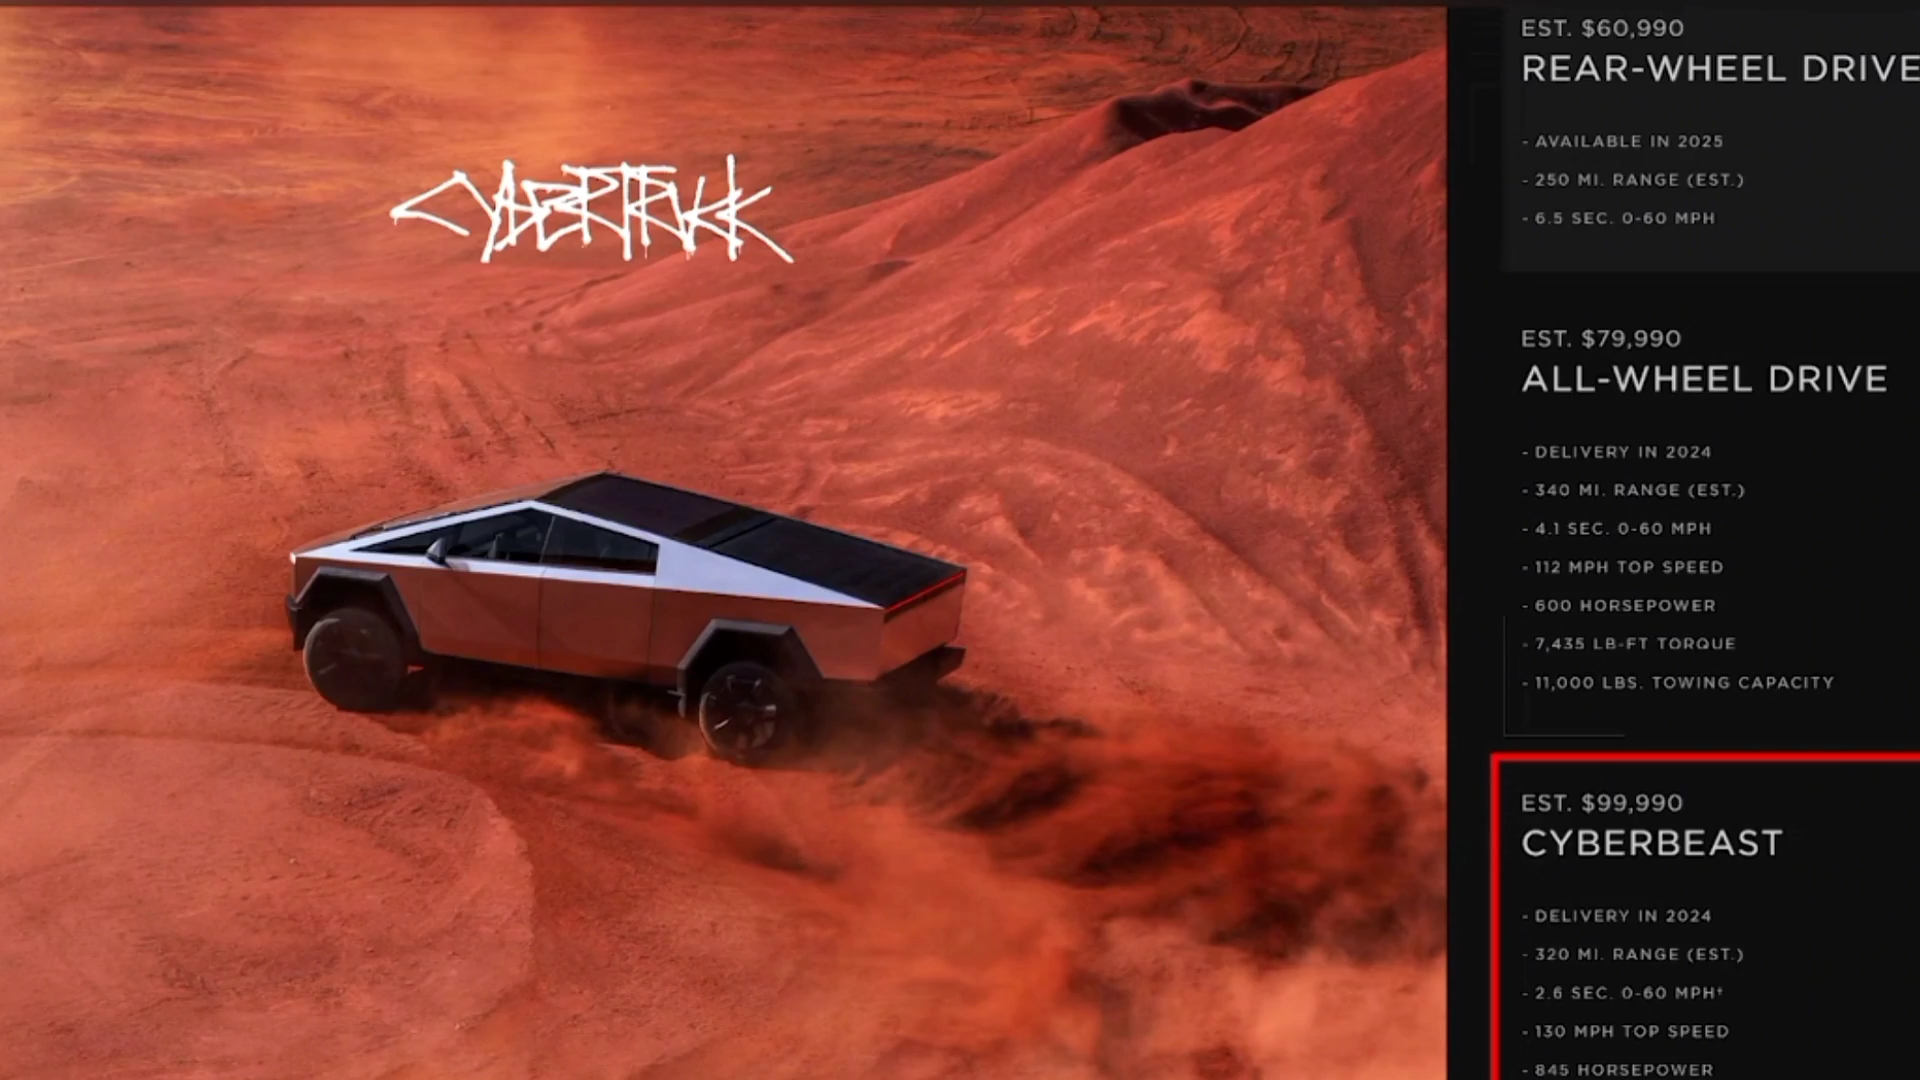 CYBERTRUCK
EST. $60,990
REAR-WHEEL DRIVE
- AVAILABLE IN 2025
- 250 MI. RANGE (EST.)
- 6.5 SEC. 0-60 MPH
EST. $79,990
ALL-WHEEL DRIVE
- DELIVERY IN 2024
- 340 MI. RANGE (EST.)
- 4.1 SEC. 0-60 MPH
- 112 MPH TOP SPEED
- 600 HORSEPOWER
- 7,435 LB-FT TORQUE
- 11,000 LBS. TOWING CAPACITY
EST. $99,990
CYBERBEAST
- DELIVERY IN 2024
- 320 MI. RANGE (EST.)
- 2.6 SEC. 0-60 MPH†
- 130 MPH TOP SPEED
- 845 HORSEPOWER